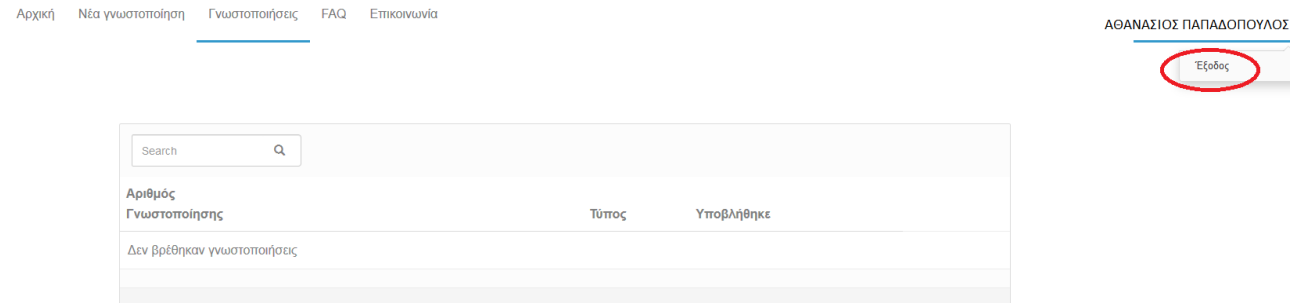 Αρχική Νέα γνωστοποίηση Γνωστοποιήσεις FAQ Επικοινωνία
ΑΘΑΝΑΣΙΟΣ ΠΑΠΑΔΟΠΟΥΛΟΣ
Έξοδος
Search
Αριθμός
Γνωστοποίησης Τύπος Υποβλήθηκε
Δεν βρέθηκαν γνωστοποιήσεις